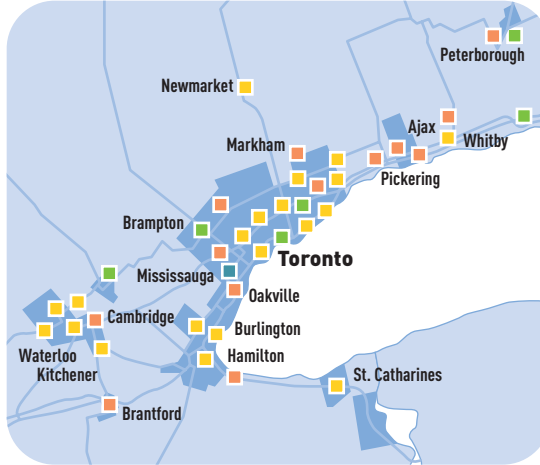 Peterborough
Newmarket
Ajax
Whitby
Markham
Pickering
Brampton
Toronto
Mississauga
Oakville
Cambridge
Burlington
Waterloo
Hamilton
Kitchener
St. Catharines
Brantford